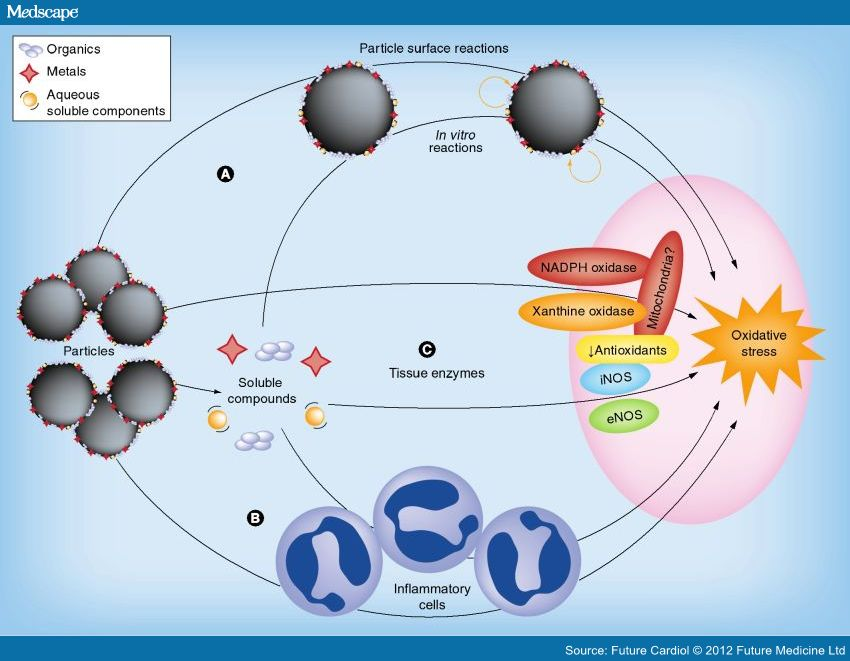 Medscape
Organics
Metals
Aqueous
soluble components
Particle surface reactions
In vitro
reactions
A
NADPH oxidase
Mitochondria?
Xanthine oxidase
Particles
Oxidative
stress
↓Antioxidants
C
Tissue enzymes
iNOS
Soluble
compounds
eNOS
B
Inflammatory
cells
Source: Future Cardiol © 2012 Future Medicine Ltd